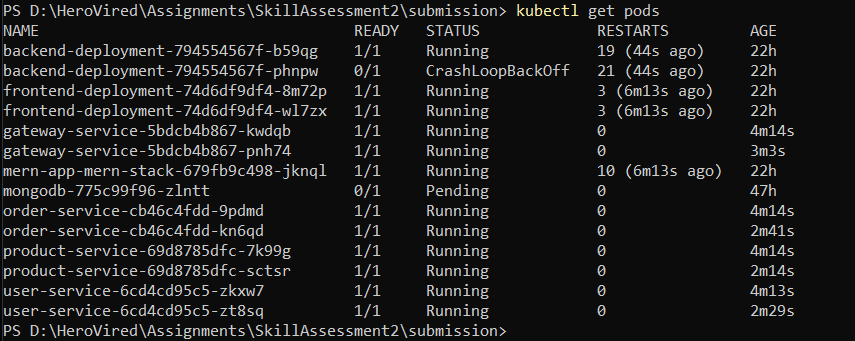 PS D:\HeroVired\Assignments\SkillAssessment2\submission> kubectl get pods
NAME READY STATUS RESTARTS AGE
backend-deployment-794554567f-b59qg 1/1 Running 19 (44s ago) 22h
backend-deployment-794554567f-phnpw 0/1 CrashLoopBackOff 21 (44s ago) 22h
frontend-deployment-74d6df9df4-8m72p 1/1 Running 3 (6m13s ago) 22h
frontend-deployment-74d6df9df4-wl7zx 1/1 Running 3 (6m13s ago) 22h
gateway-service-5bdcb4b867-kwdqb 1/1 Running 0 4m14s
gateway-service-5bdcb4b867-pnh74 1/1 Running 0 3m3s
mern-app-mern-stack-679fb9c498-jknql 1/1 Running 10 (6m13s ago) 22h
mongodb-775c99f96-zlntt 0/1 Pending 0 47h
order-service-cb46c4fdd-9pdmd 1/1 Running 0 4m14s
order-service-cb46c4fdd-kn6qd 1/1 Running 0 2m41s
product-service-69d8785dfc-7k99g 1/1 Running 0 4m14s
product-service-69d8785dfc-sctsr 1/1 Running 0 2m14s
user-service-6cd4cd95c5-zkxw7 1/1 Running 0 4m13s
user-service-6cd4cd95c5-zt8sq 1/1 Running 0 2m29s
PS D:\HeroVired\Assignments\SkillAssessment2\submission>